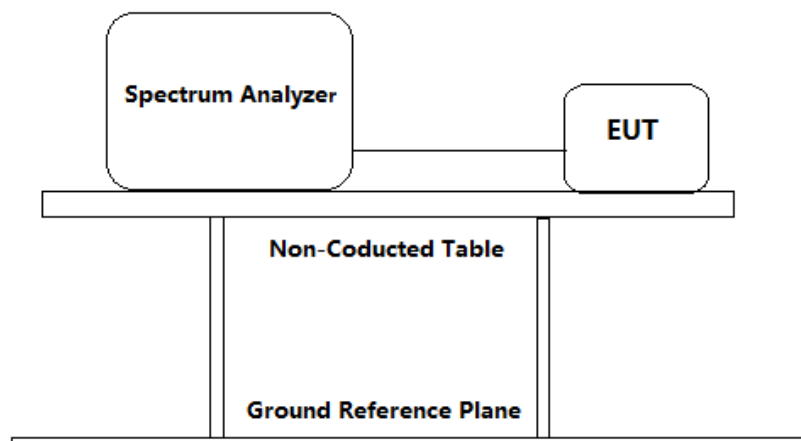 Spectrum Analyzer
EUT
Non-Coducted Table
Ground Reference Plane